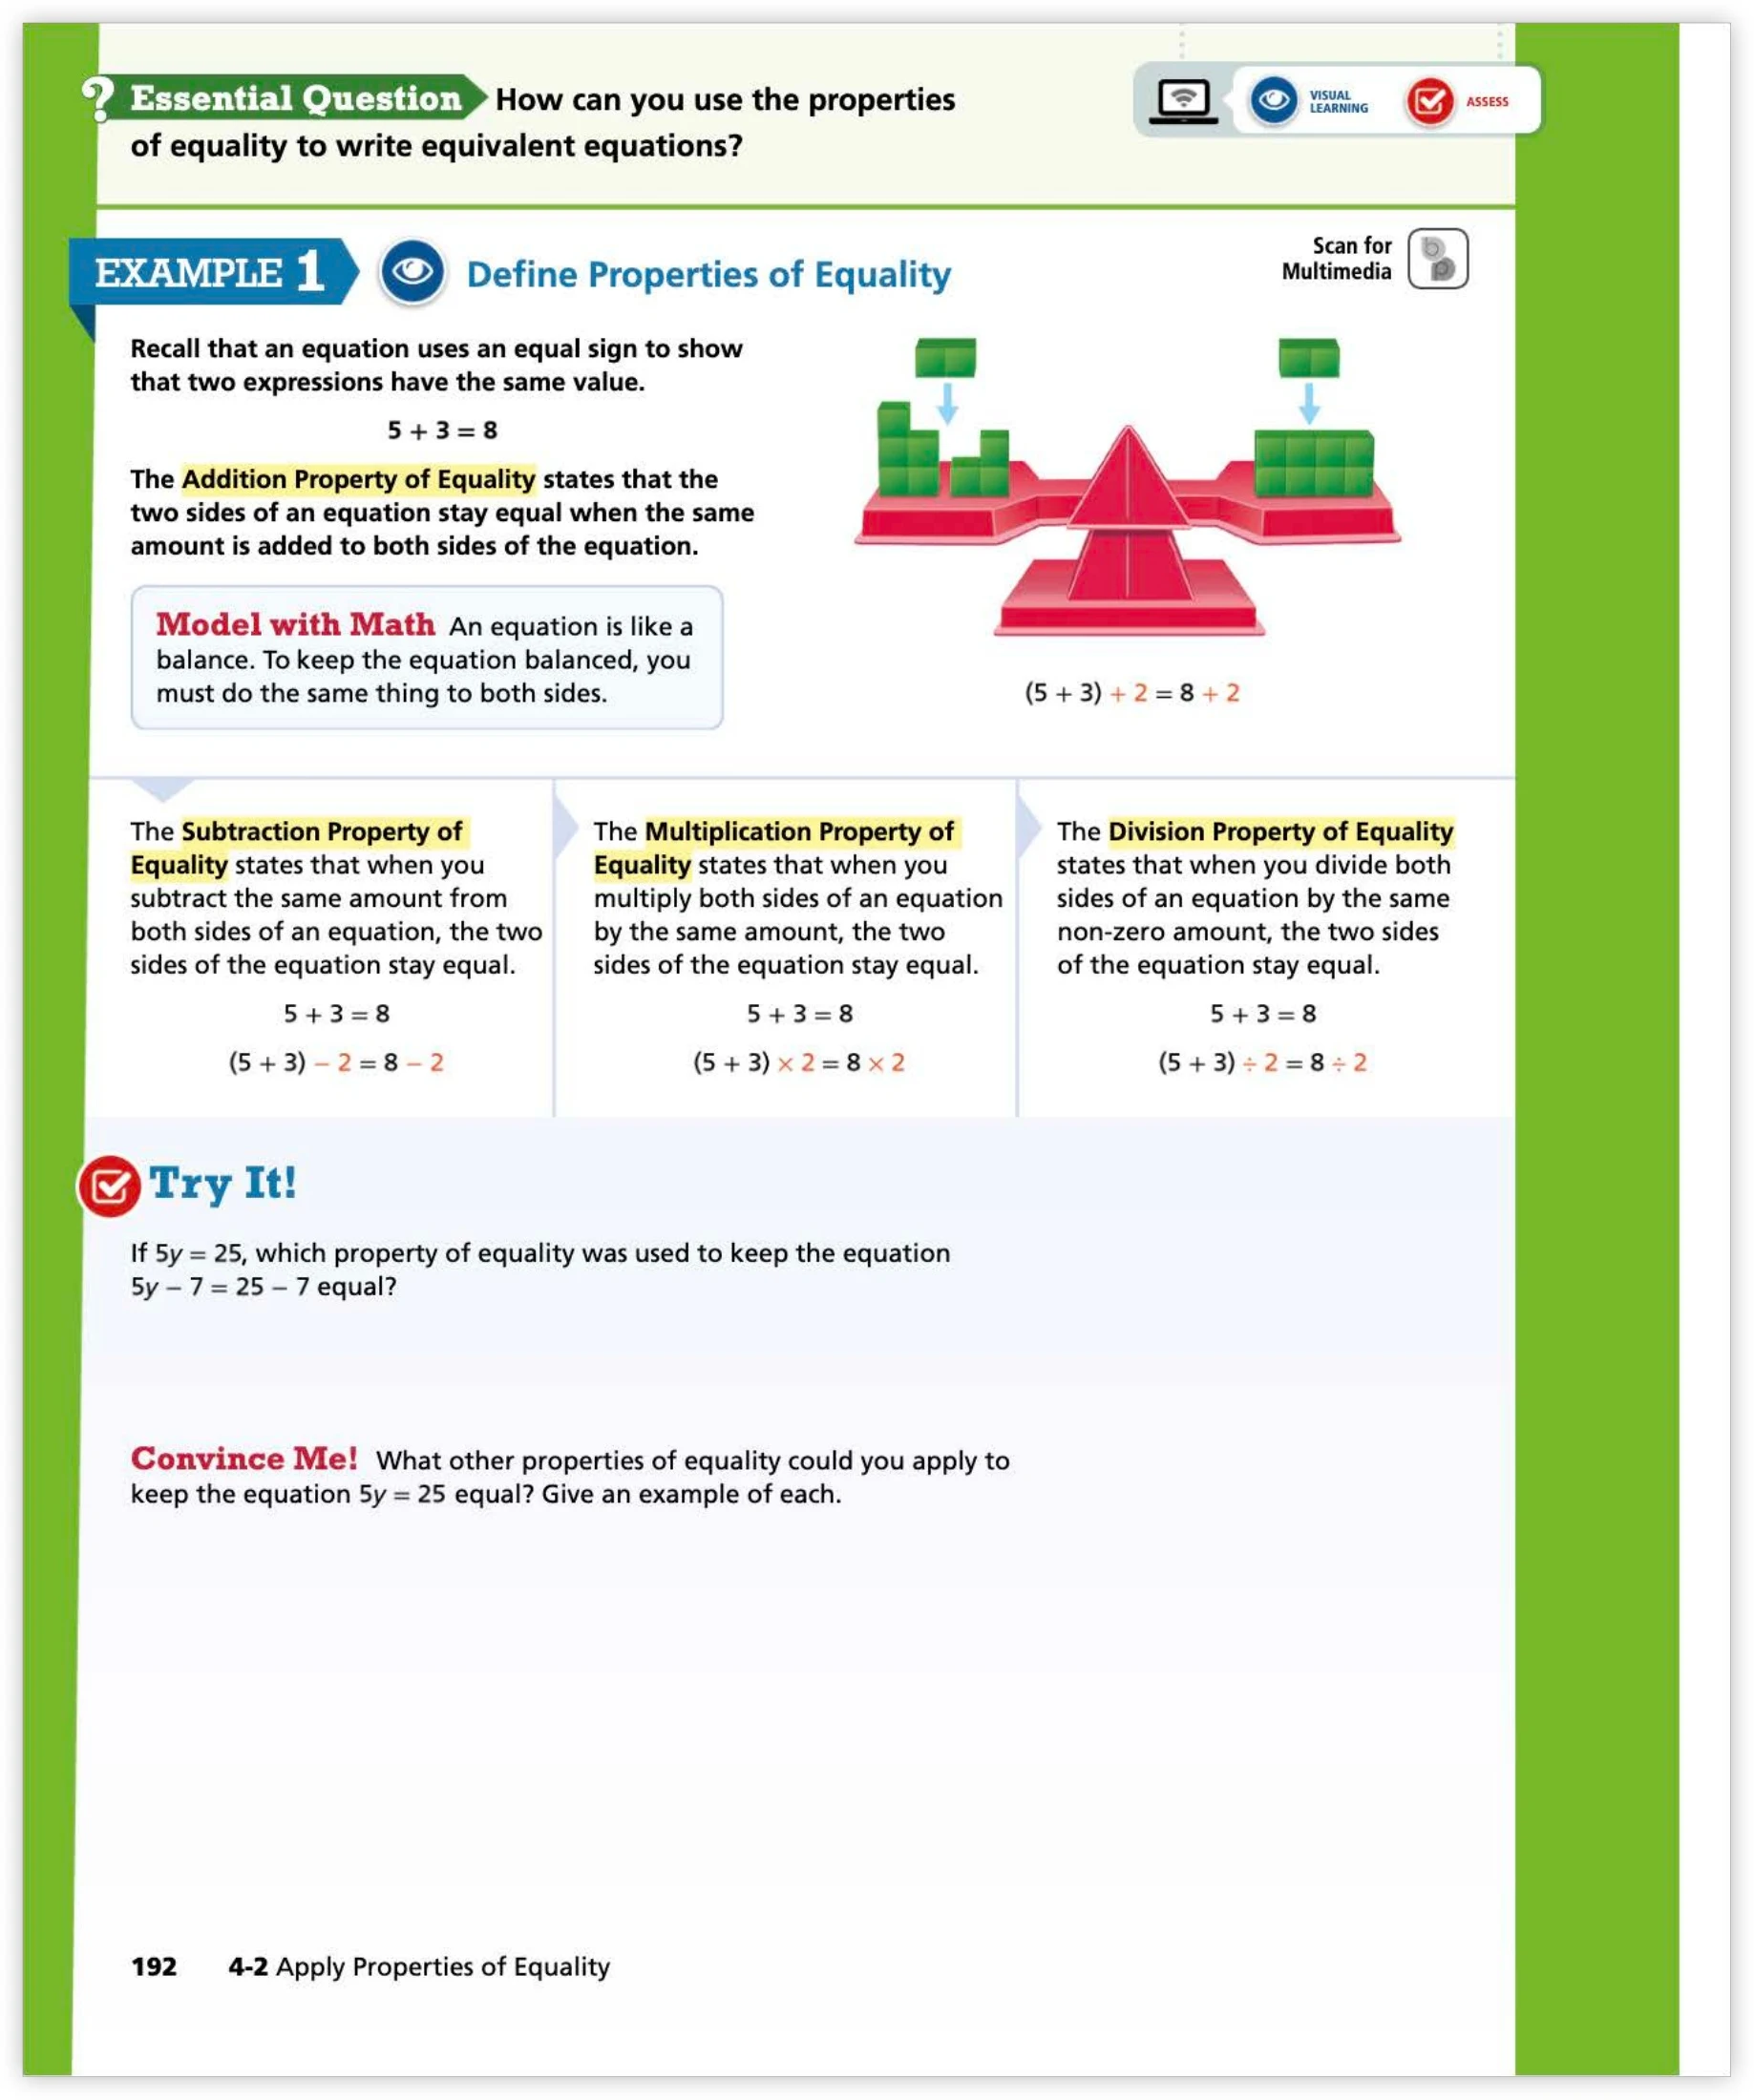 ? Essential Question How can you use the properties
of equality to write equivalent equations?
VISUAL
LEARNING
ASSESS
EXAMPLE 1 Define Properties of Equality
Scan for
Multimedia
Recall that an equation uses an equal sign to show
that two expressions have the same value.
5 + 3 = 8
The Addition Property of Equality states that the
two sides of an equation stay equal when the same
amount is added to both sides of the equation.
Model with Math An equation is like a
balance. To keep the equation balanced, you
must do the same thing to both sides.
(5 + 3) + 2 = 8 + 2
The Subtraction Property of
Equality states that when you
subtract the same amount from
both sides of an equation, the two
sides of the equation stay equal.
5 + 3 = 8
(5 + 3) − 2 = 8 − 2
The Multiplication Property of
Equality states that when you
multiply both sides of an equation
by the same amount, the two
sides of the equation stay equal.
5 + 3 = 8
(5 + 3) × 2 = 8 × 2
The Division Property of Equality
states that when you divide both
sides of an equation by the same
non-zero amount, the two sides
of the equation stay equal.
5 + 3 = 8
(5 + 3) ÷ 2 = 8 ÷ 2
Try It!
If 5y = 25, which property of equality was used to keep the equation
5y − 7 = 25 − 7 equal?
Convince Me! What other properties of equality could you apply to
keep the equation 5y = 25 equal? Give an example of each.
192 4-2 Apply Properties of Equality